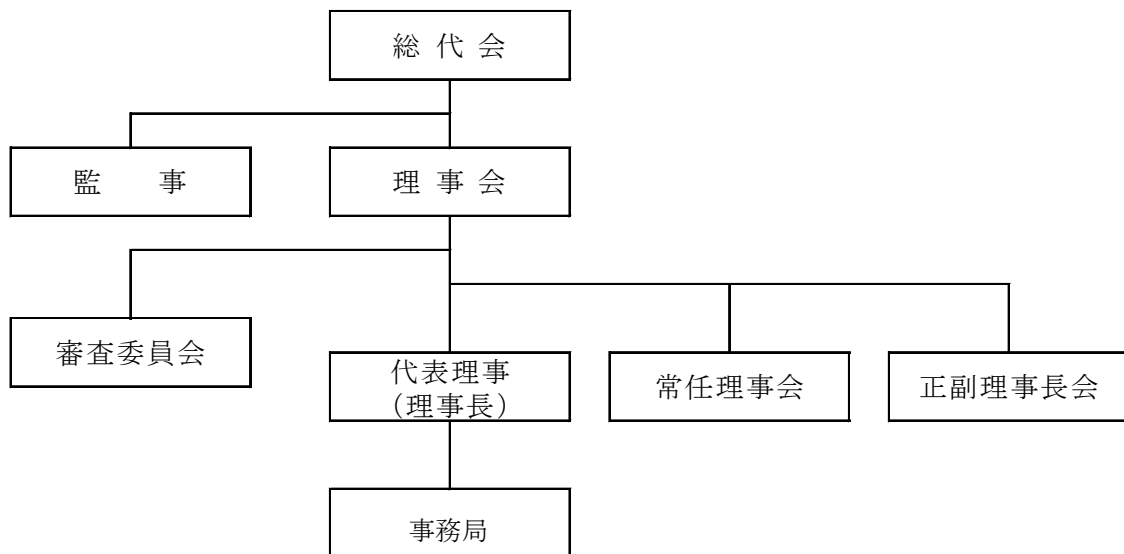 総代会
監　事
理事会
審査委員会
代表理事
（理事長）
常任理事会
正副理事長会
事務局